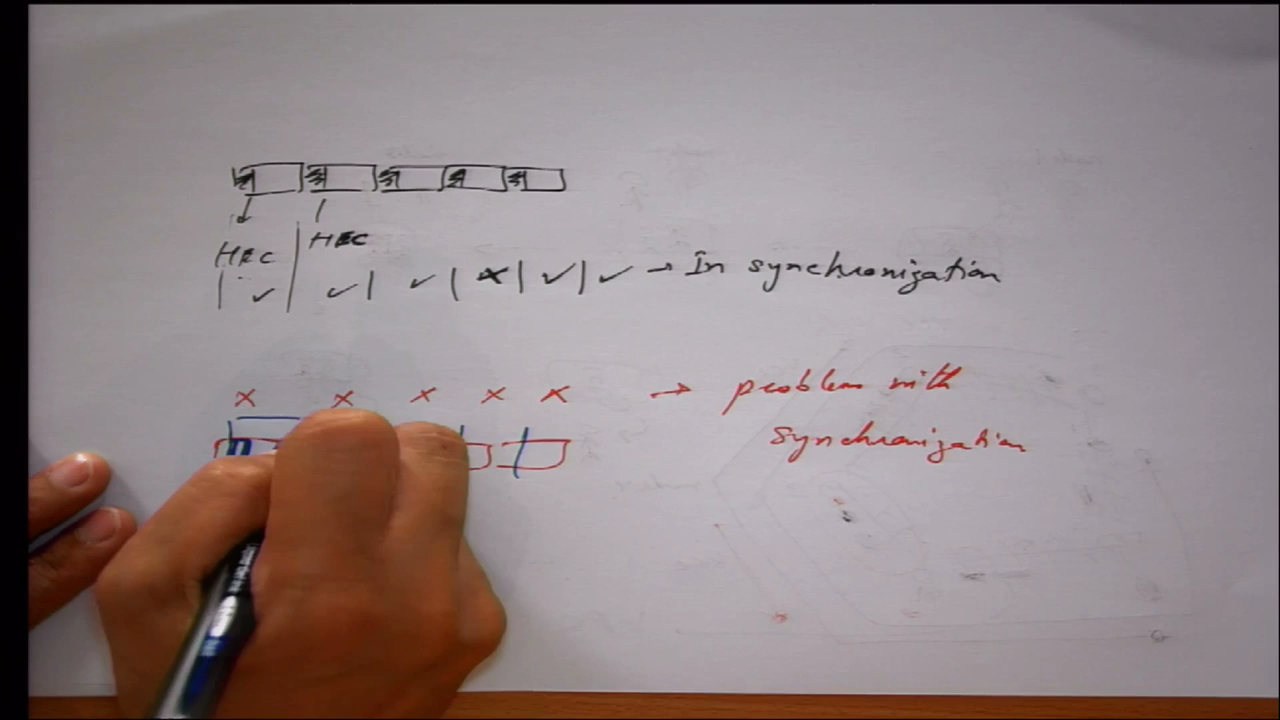 HEC | HEC
| ✓ | ✓ | ✓ | × | ✓ | ✓ → In synchronization
× × × × × → problem with
synchronization